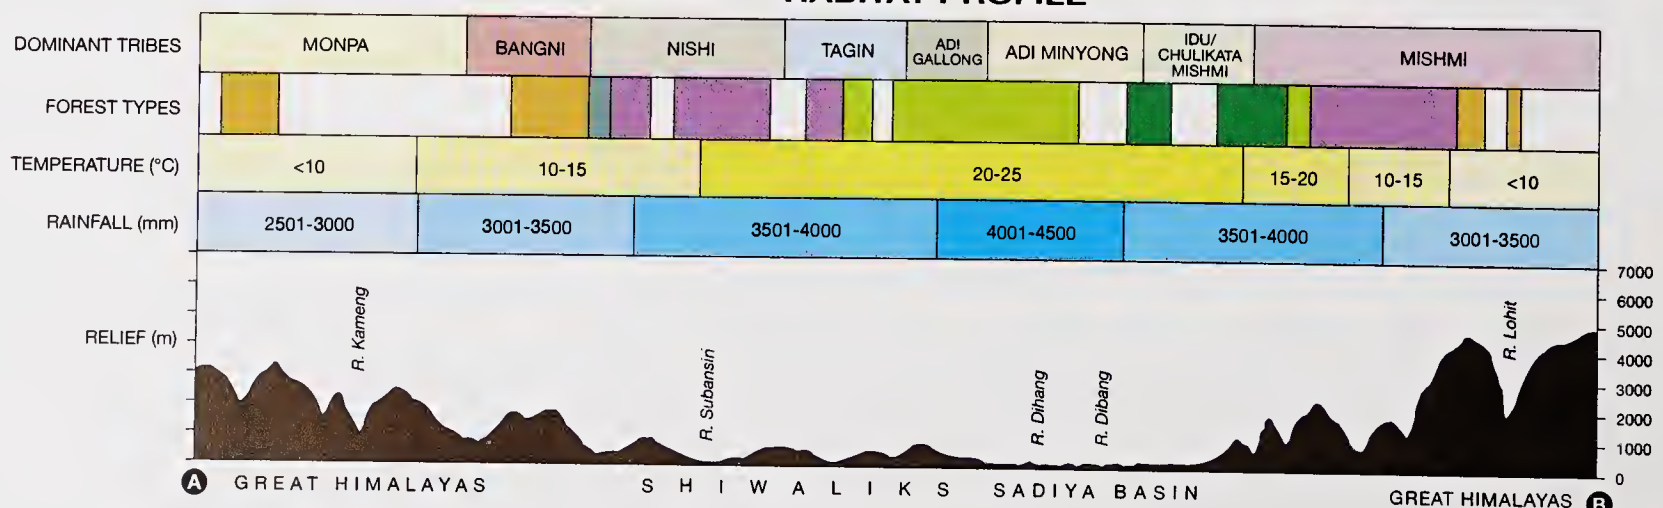 DOMINANT TRIBES
MONPA
BANGNI
NISHI
TAGIN
ADI
GALLONG
ADI MINYONG
IDU/
CHULIKATA
MISHMI
MISHMI
FOREST TYPES
TEMPERATURE (°C)
<10
10-15
20-25
15-20
10-15
<10
RAINFALL (mm)
2501-3000
3001-3500
3501-4000
4001-4500
3501-4000
3001-3500
RELIEF (m)
R. Kameng
R. Subansin
R. Dihang
R. Dibang
R. Lohit
7000
6000
5000
4000
3000
2000
1000
0
A GREAT HIMALAYAS SHIWALIKS SADIYA BASIN GREAT HIMALAYAS B